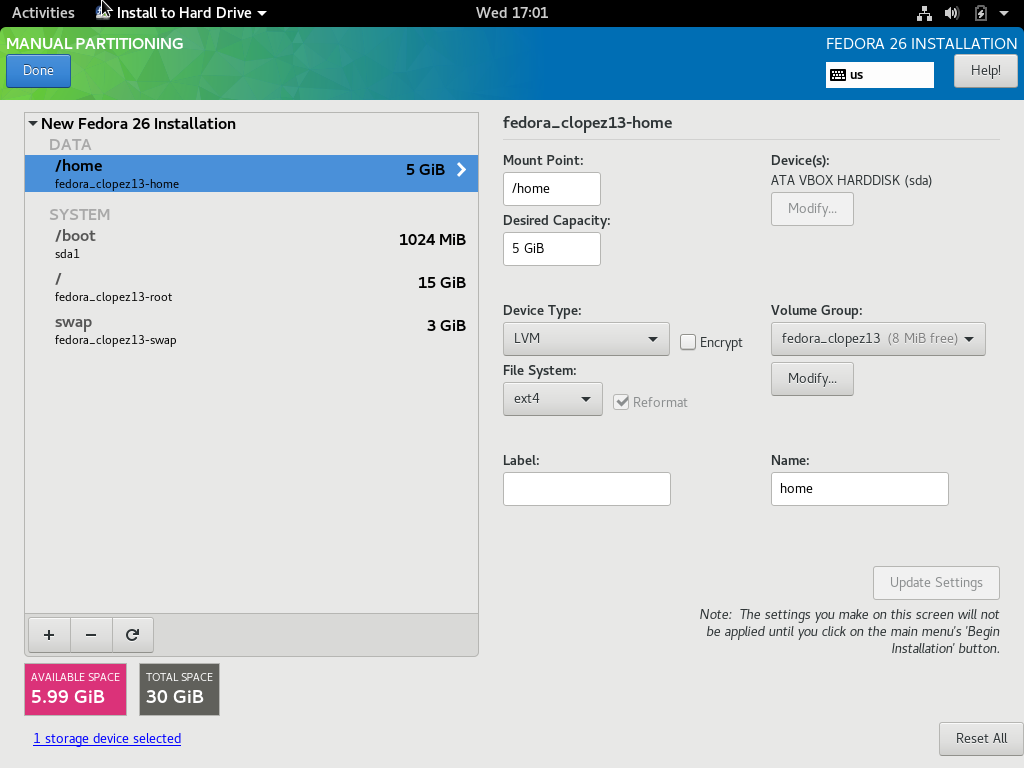 Activities Install to Hard Drive Wed 17:01
MANUAL PARTITIONING FEDORA 26 INSTALLATION
Done us Help!
New Fedora 26 Installation
DATA
/home 5 GiB
fedora_clopez13-home
SYSTEM
/boot 1024 MiB
sda1
/ 15 GiB
fedora_clopez13-root
swap 3 GiB
fedora_clopez13-swap
AVAILABLE SPACE
5.99 GiB
TOTAL SPACE
30 GiB
1 storage device selected
fedora_clopez13-home
Mount Point:
/home
Desired Capacity:
5 GiB
Device(s):
ATA VBOX HARDDISK (sda)
Modify...
Device Type:
LVM Encrypt
File System:
ext4 Reformat
Volume Group:
fedora_clopez13 (8 MiB free)
Modify...
Label:
Name:
home
Update Settings
Note: The settings you make on this screen will not
be applied until you click on the main menu's 'Begin
Installation' button.
Reset All